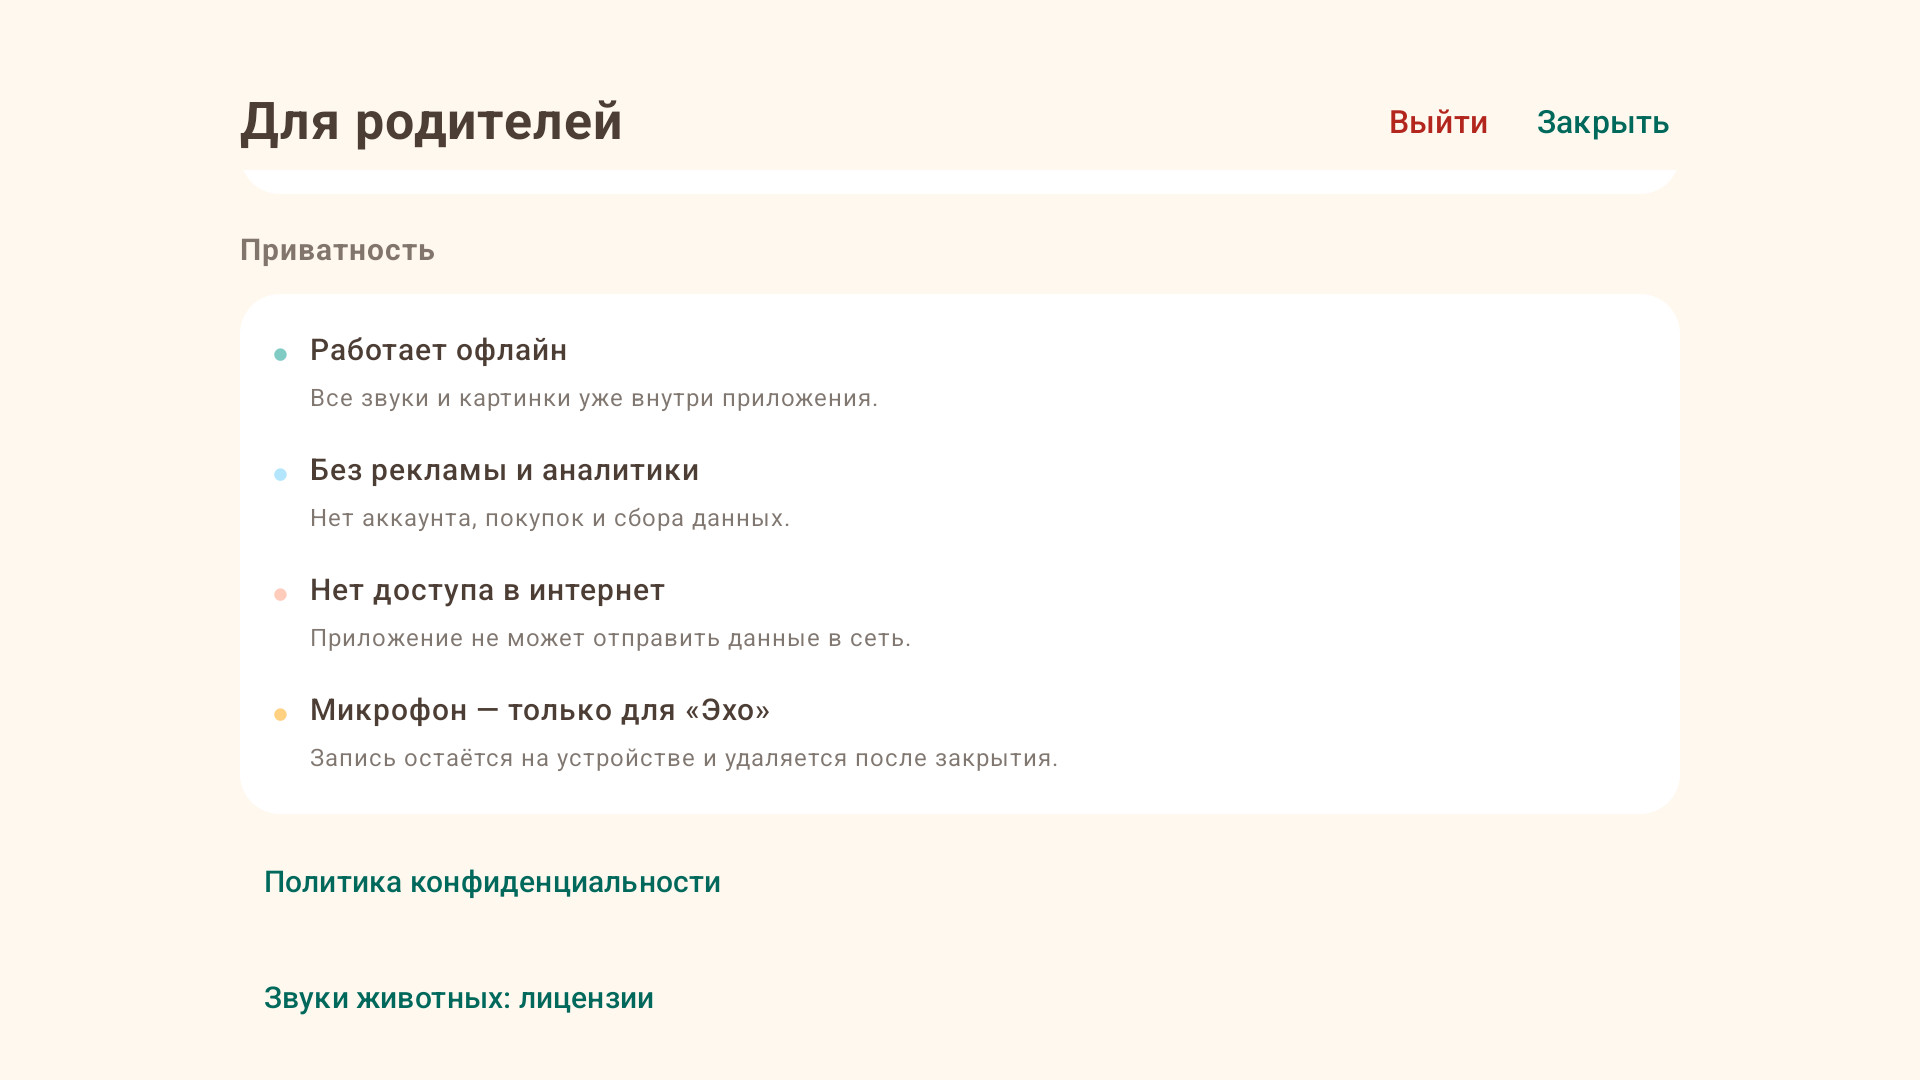 Для родителей
Выйти
Закрыть
Приватность
Работает офлайн
Все звуки и картинки уже внутри приложения.
Без рекламы и аналитики
Нет аккаунта, покупок и сбора данных.
Нет доступа в интернет
Приложение не может отправить данные в сеть.
Микрофон — только для «Эхо»
Запись остаётся на устройстве и удаляется после закрытия.
Политика конфиденциальности
Звуки животных: лицензии